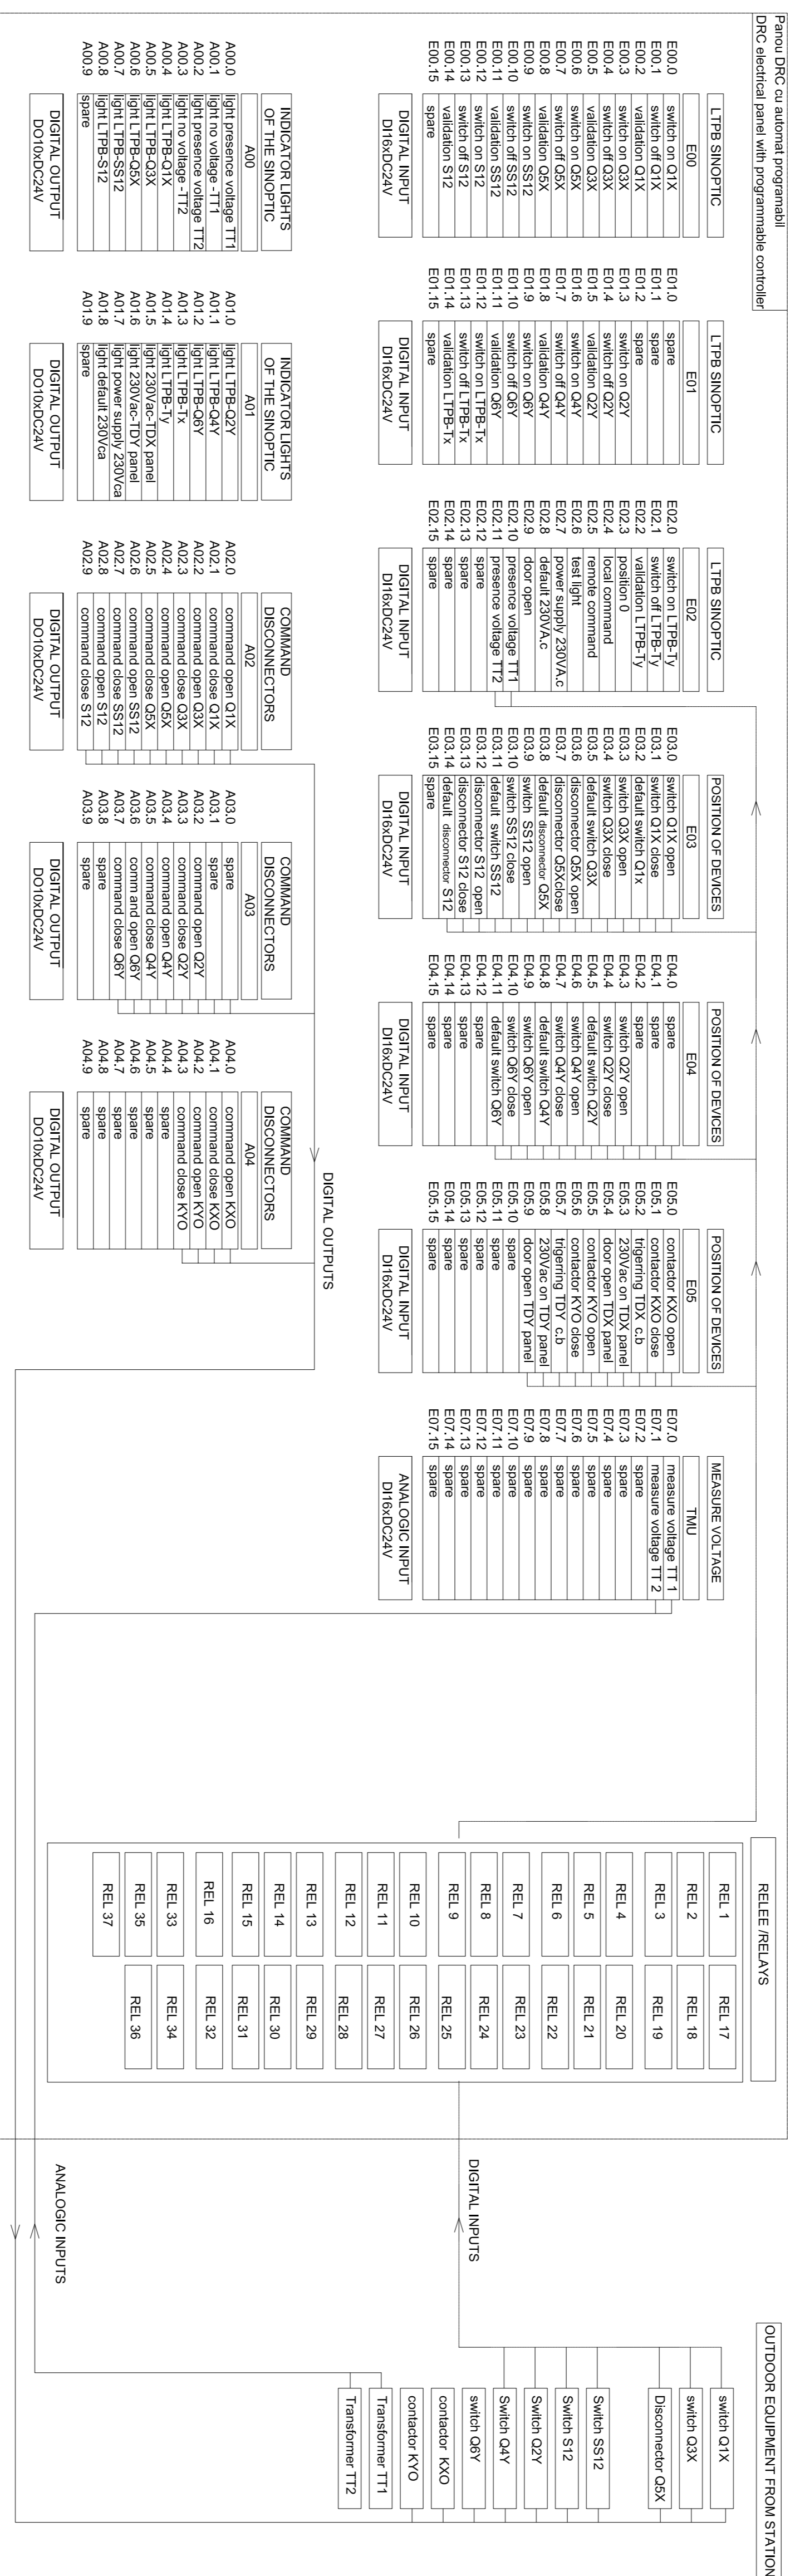 Panou DRC cu automat programabil
DRC electrical panel with programmable controller
LTPB SINOPTIC
E00
E00.0 switch on Q1X
E00.1 switch off Q1X
E00.2 validation Q1X
E00.3 switch on Q3X
E00.4 switch off Q3X
E00.5 validation Q3X
E00.6 switch on Q5X
E00.7 switch off Q5X
E00.8 validation Q5X
E00.9 switch on SS12
E00.10 switch off SS12
E00.11 validation SS12
E00.12 switch on S12
E00.13 switch off S12
E00.14 validation S12
E00.15 spare
DIGITAL INPUT
DI16xDC24V
LTPB SINOPTIC
E01
E01.0 spare
E01.1 spare
E01.2 spare
E01.3 switch on Q2Y
E01.4 switch off Q2Y
E01.5 validation Q2Y
E01.6 switch on Q4Y
E01.7 switch off Q4Y
E01.8 validation Q4Y
E01.9 switch on Q6Y
E01.10 switch off Q6Y
E01.11 validation Q6Y
E01.12 switch on LTPB-Tx
E01.13 switch off LTPB-Tx
E01.14 validation LTPB-Tx
E01.15 spare
DIGITAL INPUT
DI16xDC24V
LTPB SINOPTIC
E02
E02.0 switch on LTPB-Ty
E02.1 switch off LTPB-Ty
E02.2 validation LTPB-Ty
E02.3 position 0
E02.4 local command
E02.5 remote command
E02.6 test light
E02.7 power supply 230VA.c
E02.8 default 230VA.c
E02.9 door open
E02.10 presence voltage TT1
E02.11 presence voltage TT2
E02.12 spare
E02.13 spare
E02.14 spare
E02.15 spare
DIGITAL INPUT
DI16xDC24V
POSITION OF DEVICES
E03
E03.0 switch Q1X open
E03.1 switch Q1X close
E03.2 default switch Q1x
E03.3 switch Q3X open
E03.4 switch Q3X close
E03.5 default switch Q3X
E03.6 disconnector Q5X open
E03.7 disconnector Q5Xclose
E03.8 default disconnector Q5X
E03.9 switch SS12 open
E03.10 switch SS12 close
E03.11 default switch SS12
E03.12 disconnector S12 open
E03.13 disconnector S12 close
E03.14 default disconnector S12
E03.15 spare
DIGITAL INPUT
DI16xDC24V
POSITION OF DEVICES
E04
E04.0 spare
E04.1 spare
E04.2 spare
E04.3 switch Q2Y open
E04.4 switch Q2Y close
E04.5 default switch Q2Y
E04.6 switch Q4Y open
E04.7 switch Q4Y close
E04.8 default switch Q4Y
E04.9 switch Q6Y open
E04.10 switch Q6Y close
E04.11 default switch Q6Y
E04.12 spare
E04.13 spare
E04.14 spare
E04.15 spare
DIGITAL INPUT
DI16xDC24V
POSITION OF DEVICES
E05
E05.0 contactor KXO open
E05.1 contactor KXO close
E05.2 trigerring TDX c.b
E05.3 230Vac on TDX panel
E05.4 door open TDX panel
E05.5 contactor KYO open
E05.6 contactor KYO close
E05.7 trigerring TDY c.b
E05.8 230Vac on TDY panel
E05.9 door open TDY panel
E05.10 spare
E05.11 spare
E05.12 spare
E05.13 spare
E05.14 spare
E05.15 spare
DIGITAL INPUT
DI16xDC24V
MEASURE VOLTAGE
TMU
E07.0 measure voltage TT 1
E07.1 measure voltage TT 2
E07.2 spare
E07.3 spare
E07.4 spare
E07.5 spare
E07.6 spare
E07.7 spare
E07.8 spare
E07.9 spare
E07.10 spare
E07.11 spare
E07.12 spare
E07.13 spare
E07.14 spare
E07.15 spare
ANALOGIC INPUT
DI16xDC24V
INDICATOR LIGHTS
OF THE SINOPTIC
A00
A00.0 light presence voltage TT1
A00.1 light no voltage -TT1
A00.2 light presence voltage TT2
A00.3 light no voltage -TT2
A00.4 light LTPB-Q1X
A00.5 light LTPB-Q3X
A00.6 light LTPB-Q5X
A00.7 light LTPB-SS12
A00.8 light LTPB-S12
A00.9 spare
DIGITAL OUTPUT
DO10xDC24V
INDICATOR LIGHTS
OF THE SINOPTIC
A01
A01.0 light LTPB-Q2Y
A01.1 light LTPB-Q4Y
A01.2 light LTPB-Q6Y
A01.3 light LTPB-Tx
A01.4 light LTPB-Ty
A01.5 light 230Vac-TDX panel
A01.6 light 230Vac-TDY panel
A01.7 light power supply 230Vca
A01.8 light default 230Vca
A01.9 spare
DIGITAL OUTPUT
DO10xDC24V
COMMAND
DISCONNECTORS
A02
A02.0 command open Q1X
A02.1 command close Q1X
A02.2 command open Q3X
A02.3 command close Q3X
A02.4 command open Q5X
A02.5 command close Q5X
A02.6 command open SS12
A02.7 command close SS12
A02.8 command open S12
A02.9 command close S12
DIGITAL OUTPUT
DO10xDC24V
COMMAND
DISCONNECTORS
A03
A03.0 spare
A03.1 spare
A03.2 command open Q2Y
A03.3 command close Q2Y
A03.4 command open Q4Y
A03.5 command close Q4Y
A03.6 comm and open Q6Y
A03.7 command close Q6Y
A03.8 spare
A03.9 spare
DIGITAL OUTPUT
DO10xDC24V
COMMAND
DISCONNECTORS
A04
A04.0 command open KXO
A04.1 command close KXO
A04.2 command open KYO
A04.3 command close KYO
A04.4 spare
A04.5 spare
A04.6 spare
A04.7 spare
A04.8 spare
A04.9 spare
DIGITAL OUTPUT
DO10xDC24V
DIGITAL OUTPUTS
RELEE /RELAYS
REL 1 REL 17
REL 2 REL 18
REL 3 REL 19
REL 4 REL 20
REL 5 REL 21
REL 6 REL 22
REL 7 REL 23
REL 8 REL 24
REL 9 REL 25
REL 10 REL 26
REL 11 REL 27
REL 12 REL 28
REL 13 REL 29
REL 14 REL 30
REL 15 REL 31
REL 16 REL 32
REL 33 REL 34
REL 35 REL 36
REL 37
DIGITAL INPUTS
ANALOGIC INPUTS
OUTDOOR EQUIPMENT FROM STATION
switch Q1X
switch Q3X
Disconnector Q5X
Switch SS12
Switch S12
Switch Q2Y
Switch Q4Y
switch Q6Y
contactor KXO
contactor KYO
Transformer TT1
Transformer TT2